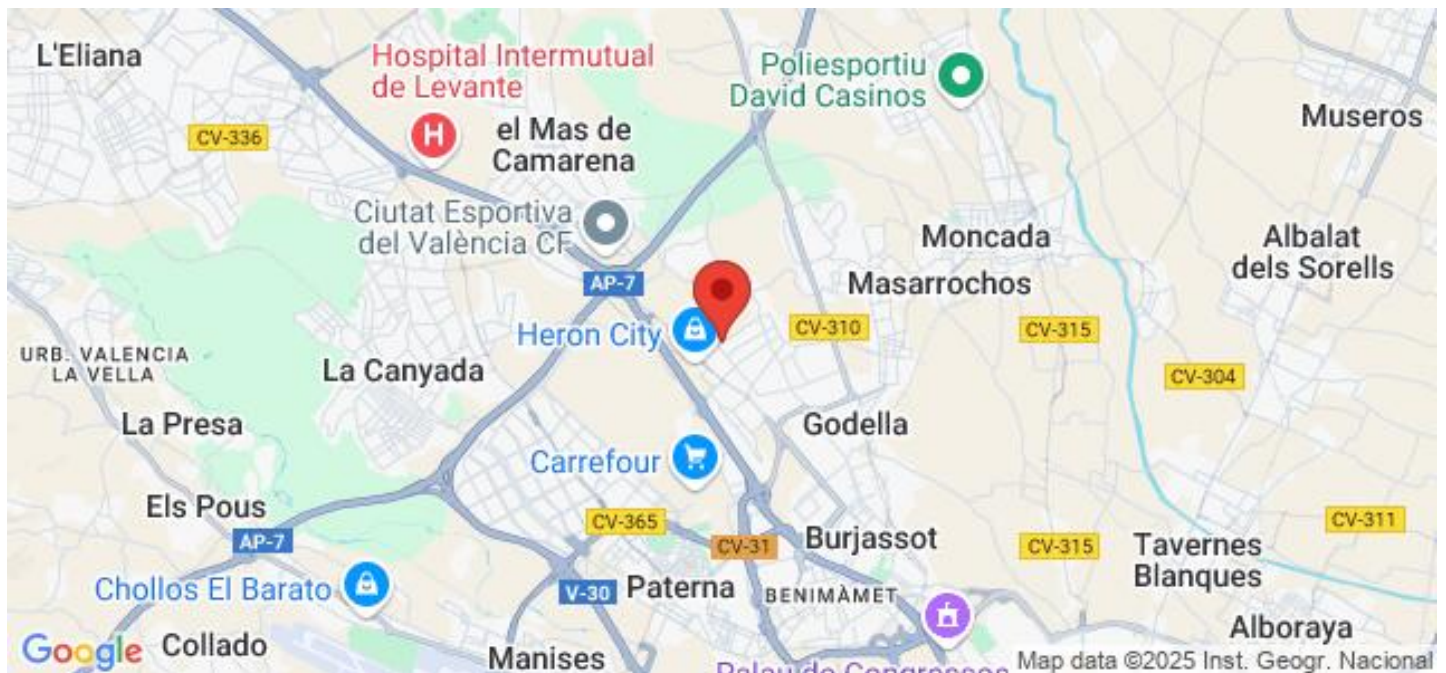 L'Eliana
Hospital Intermutual
de Levante
H
Poliesportiu
David Casinos
Museros
CV-336
el Mas de
Camarena
Ciutat Esportiva
del València CF
Moncada
Albalat
dels Sorells
AP-7
Masarrochos
Heron City
CV-310
CV-315
URB. VALENCIA
LA VELLA
La Canyada
CV-304
La Presa
Godella
Carrefour
Els Pous
CV-365
CV-311
AP-7
CV-31
Burjassot
CV-315
Tavernes
Blanques
Chollos El Barato
V-30
Paterna
BENIMÀMET
Alboraya
Google
Collado
Manises
Palau de Congressos
Map data ©2025 Inst. Geogr. Nacional